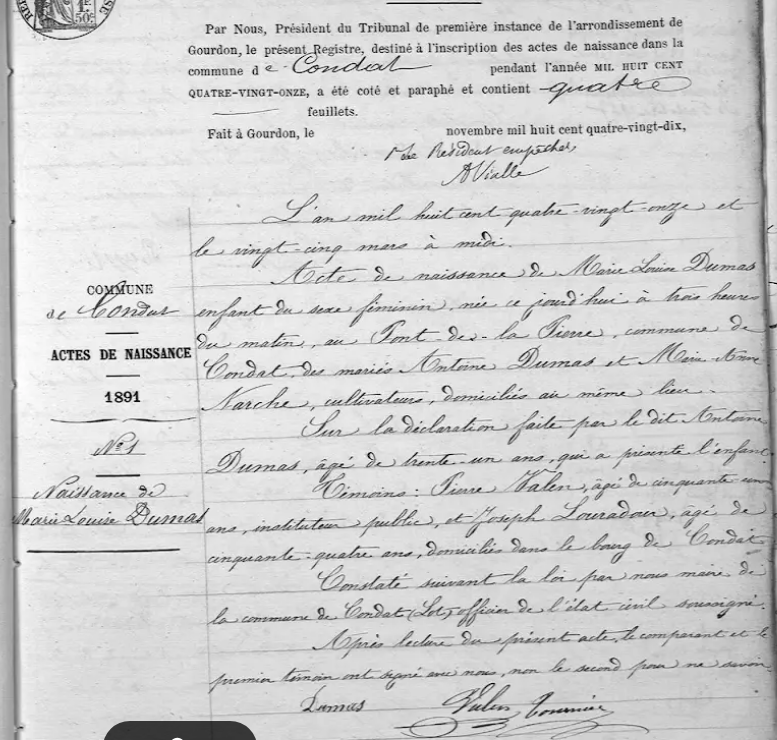 1F.
50c
Par Nous, Président du Tribunal de première instance de l'arrondissement de
Gourdon, le présent Registre, destiné à l'inscription des actes de naissance dans la
commune de Condat pendant l'année MIL HUIT CENT
QUATRE-VINGT-ONZE, a été coté et paraphé et contient quatre
feuillets.
Fait à Gourdon, le novembre mil huit cent quatre-vingt-dix,
Président empêché,
AVialle
L'an mil huit cent quatre-vingt-onze et
le vingt-cinq mars à midi.
Acte de naissance de Marie Louise Dumas
enfant du sexe féminin, née ce jourd'hui à trois heures
du matin, au Pont-de-la Pierre, commune de
Condat, des mariés Antoine Dumas et Marie-Anne
, cultivateurs, domiciliés au même lieu.
Sur la déclaration faite par le dit Antoine
Dumas, âgé de trente-un ans, qui a présenté l'enfant.
Témoins: Pierre Valen, âgé de cinquante un
ans, instituteur public, et Joseph Louradour, âgé de
cinquante-quatre ans, domiciliés dans le bourg de Condat
Constaté suivant la loi par nous maire de
la commune de Condat (Lot), officier de l'état civil soussigné.
Après lecture du présent acte, le comparant et le
premier témoin ont signé avec nous, non le second pour ne savoir.
Dumas Valen
COMMUNE
de Condat
ACTES DE NAISSANCE
1891
N° 1
Naissance de
Marie Louise Dumas